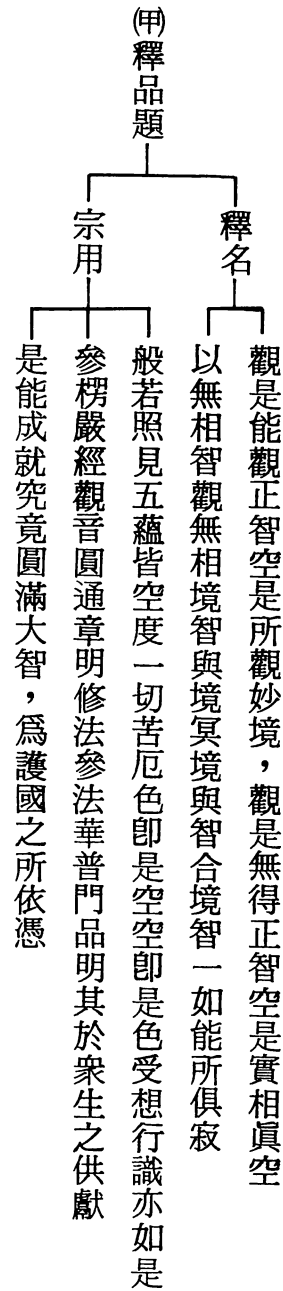 ㈙釋品題
釋名
觀是能觀正智空是所觀妙境，觀是無得正智空是實相眞空
以無相智觀無相境智與境冥境與智合境智一如能所俱寂
宗用
般若照見五蘊皆空度一切苦厄色卽是空空卽是色受想行識亦如是
參楞嚴經觀音圓通章明修法參法華普門品明其於衆生之供獻
是能成就究竟圓滿大智，爲護國之所依憑